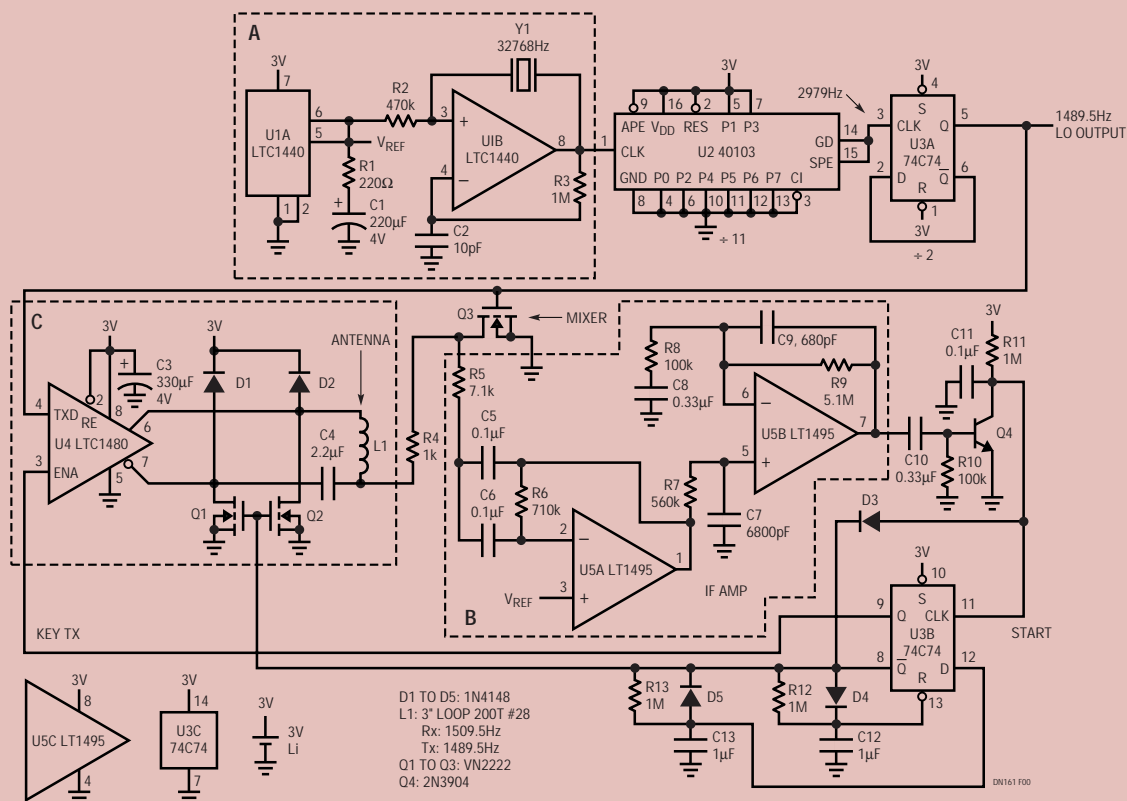 A
Y1
32768Hz
3V
7
U1A
LTC1440
6
5
1
2
R2
470k
VREF
R1
220Ω
+
C1
220µF
4V
3
+
UIB
LTC1440
4
−
8
R3
1M
C2
10pF
3V
9
16
2
5
7
APE VDD RES P1 P3
1
CLK
U2 40103
GD
SPE
14
15
GND P0 P2 P4 P5 P6 P7 CI
8
4
6
10
11
12
13
3
÷ 11
2979Hz
3V
4
S
3
CLK
Q
5
U3A
74C74
2
D
Q
6
R
1
3V
÷ 2
1489.5Hz
LO OUTPUT
C
3V
3V
+
C3
330µF
4V
D1
D2
ANTENNA
4
TXD
2
RE
8
6
U4 LTC1480
3
ENA
7
5
C4
2.2µF
L1
R4
1k
Q1
Q2
Q3
MIXER
R5
7.1k
C5
0.1µF
C6
0.1µF
R6
710k
2
−
U5A LT1495
1
VREF
3
+
B
IF AMP
R8
100k
C8
0.33µF
C9, 680pF
R9
5.1M
6
−
U5B LT1495
7
5
+
R7
560k
C7
6800pF
C10
0.33µF
R10
100k
3V
C11
0.1µF
R11
1M
Q4
D3
3V
10
S
9
Q
CLK
11
U3B
74C74
8
Q
D
12
R
13
START
KEY TX
R13
1M
D5
C13
1µF
R12
1M
D4
C12
1µF
3V
8
U5C LT1495
4
3V
14
U3C
74C74
7
3V
3V
Li
D1 TO D5: 1N4148
L1: 3" LOOP 200T #28
Rx: 1509.5Hz
Tx: 1489.5Hz
Q1 TO Q3: VN2222
Q4: 2N3904
DN161 F00